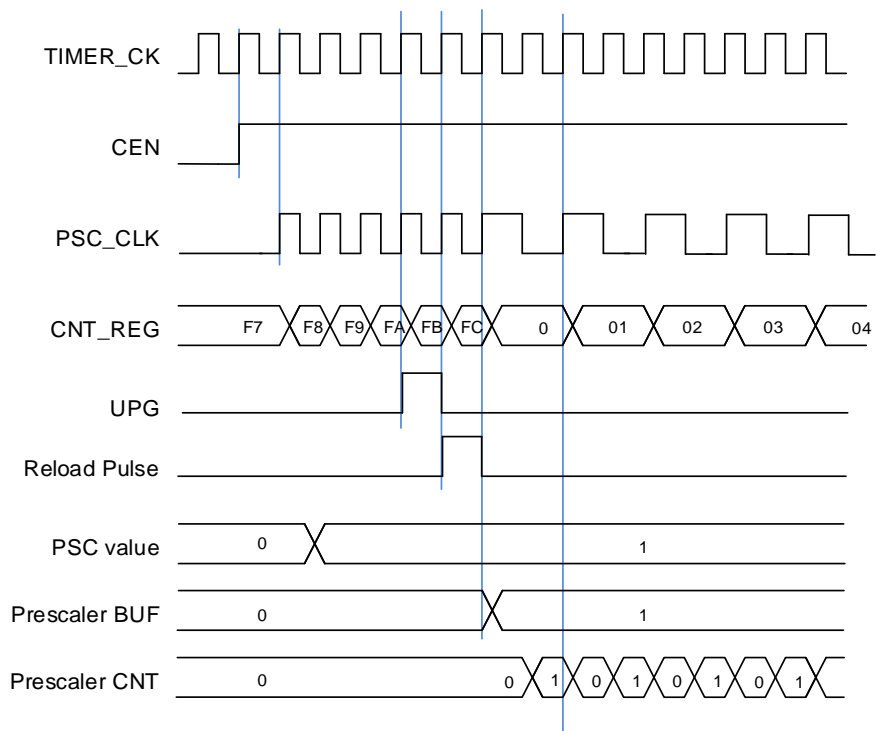 TIMER_CK
CEN
PSC_CLK
CNT_REG F7 F8 F9 FA FB FC 0 01 02 03 04
UPG
Reload Pulse
PSC value 0 1
Prescaler BUF 0 1
Prescaler CNT 0 0 1 0 1 0 1 0 1